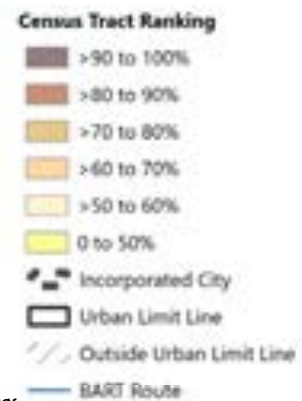 Census Tract Ranking
>90 to 100%
>80 to 90%
>70 to 80%
>60 to 70%
>50 to 60%
0 to 50%
Incorporated City
Urban Limit Line
Outside Urban Limit Line
BART Route